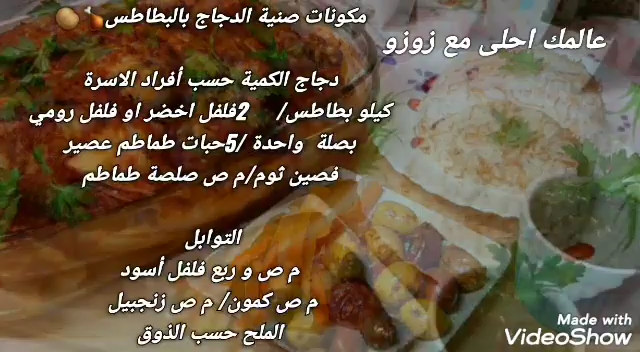 مكونات صنية الدجاج بالبطاطس🍗🥔
عالمك احلى مع زوزو
دجاج الكمية حسب أفراد الاسرة
كيلو بطاطس/ 2فلفل اخضر او فلفل رومي
بصلة واحدة /5حبات طماطم عصير
فصين ثوم/م ص صلصة طماطم
التوابل
م ص و ربع فلفل أسود
م ص كمون/ م ص زنجبيل
الملح حسب الذوق
Made with
VideoShow